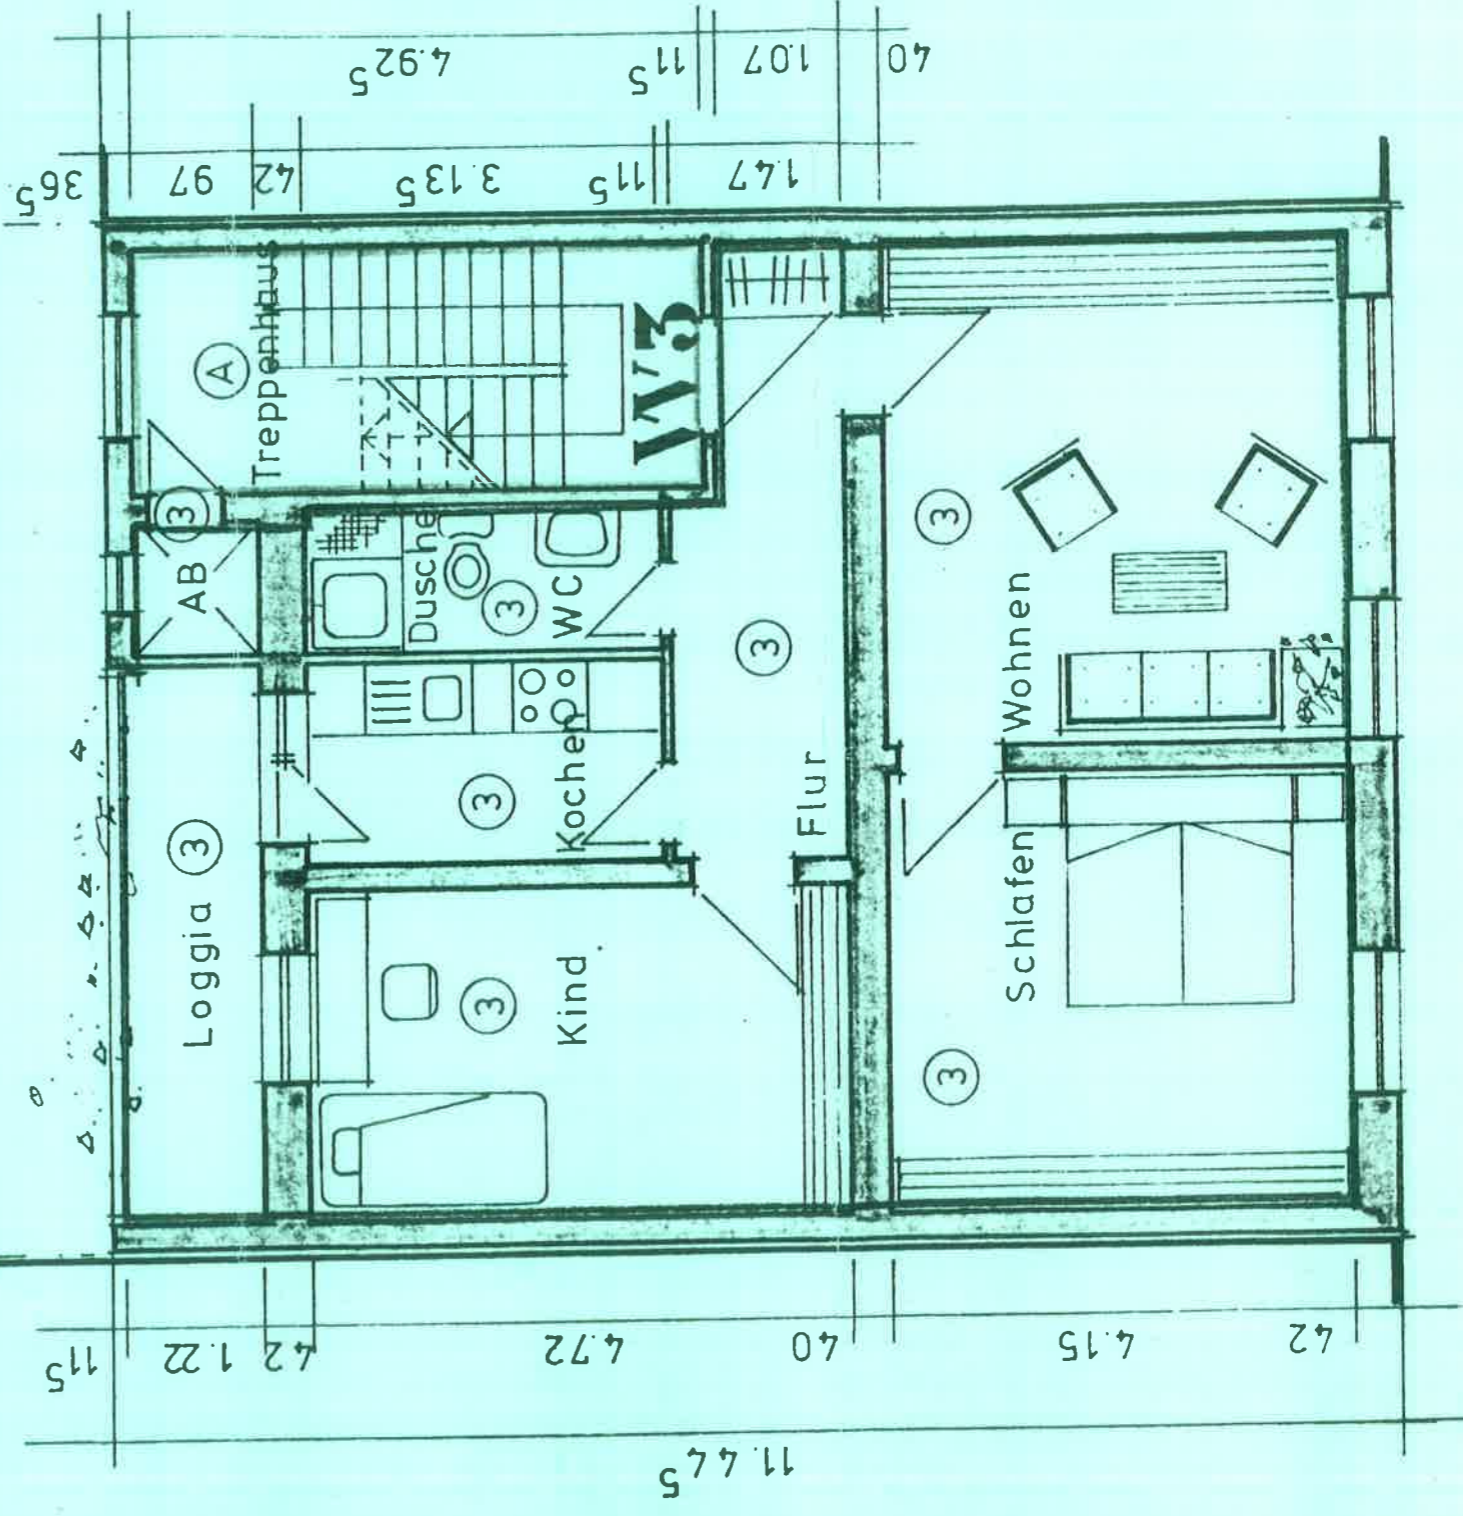 4.92⁵
11⁵
1.07
40
36⁵
97
42
3.13⁵
11⁵
1.47
Treppenhaus
A
W3
3
AB
Dusche
3
WC
3
Wohnen
3
Kochen
3
Flur
Loggia 3
Kind
3
Schlafen
3
11⁵
1.22
42
4.72
40
4.15
42
11.44⁵